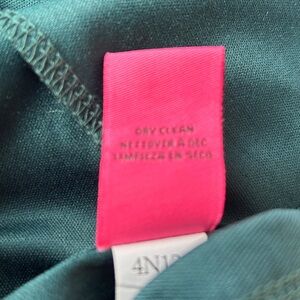 DRY CLEAN
NETTOYER À SEC
LIMPIEZA EN SECO